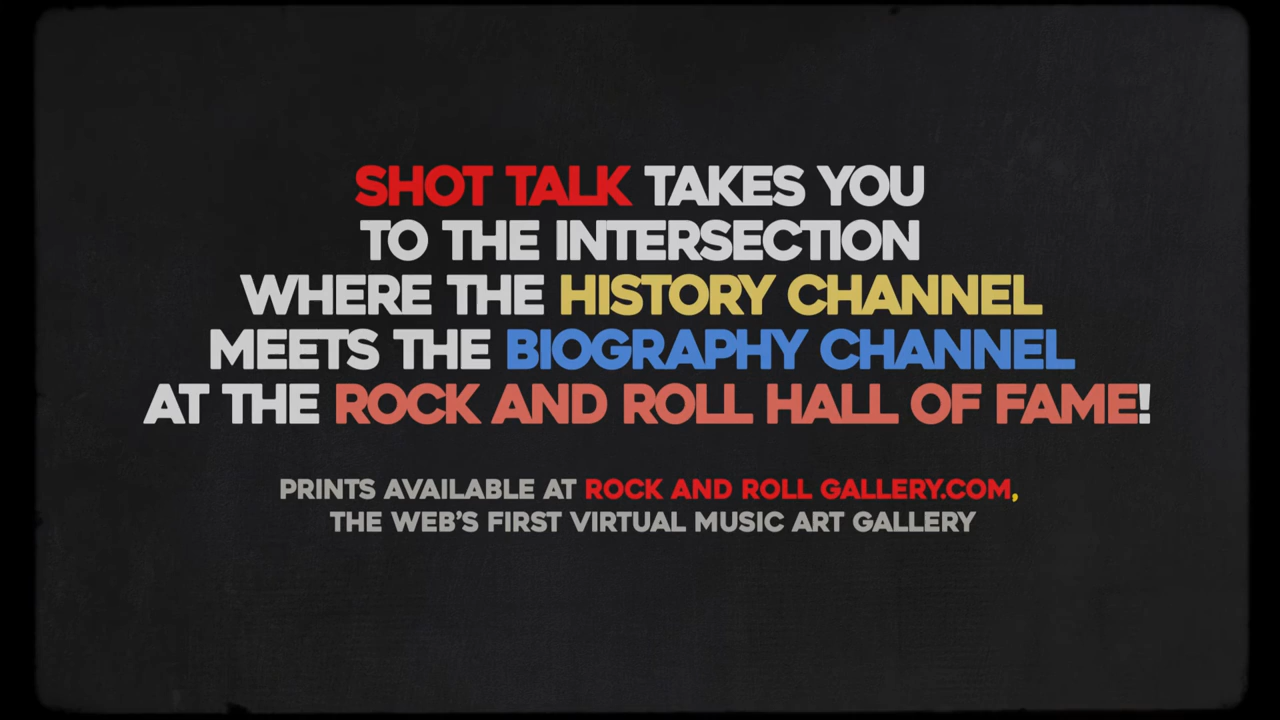 SHOT TALK TAKES YOU
TO THE INTERSECTION
WHERE THE HISTORY CHANNEL
MEETS THE BIOGRAPHY CHANNEL
AT THE ROCK AND ROLL HALL OF FAME!
PRINTS AVAILABLE AT ROCK AND ROLL GALLERY.COM,
THE WEB'S FIRST VIRTUAL MUSIC ART GALLERY